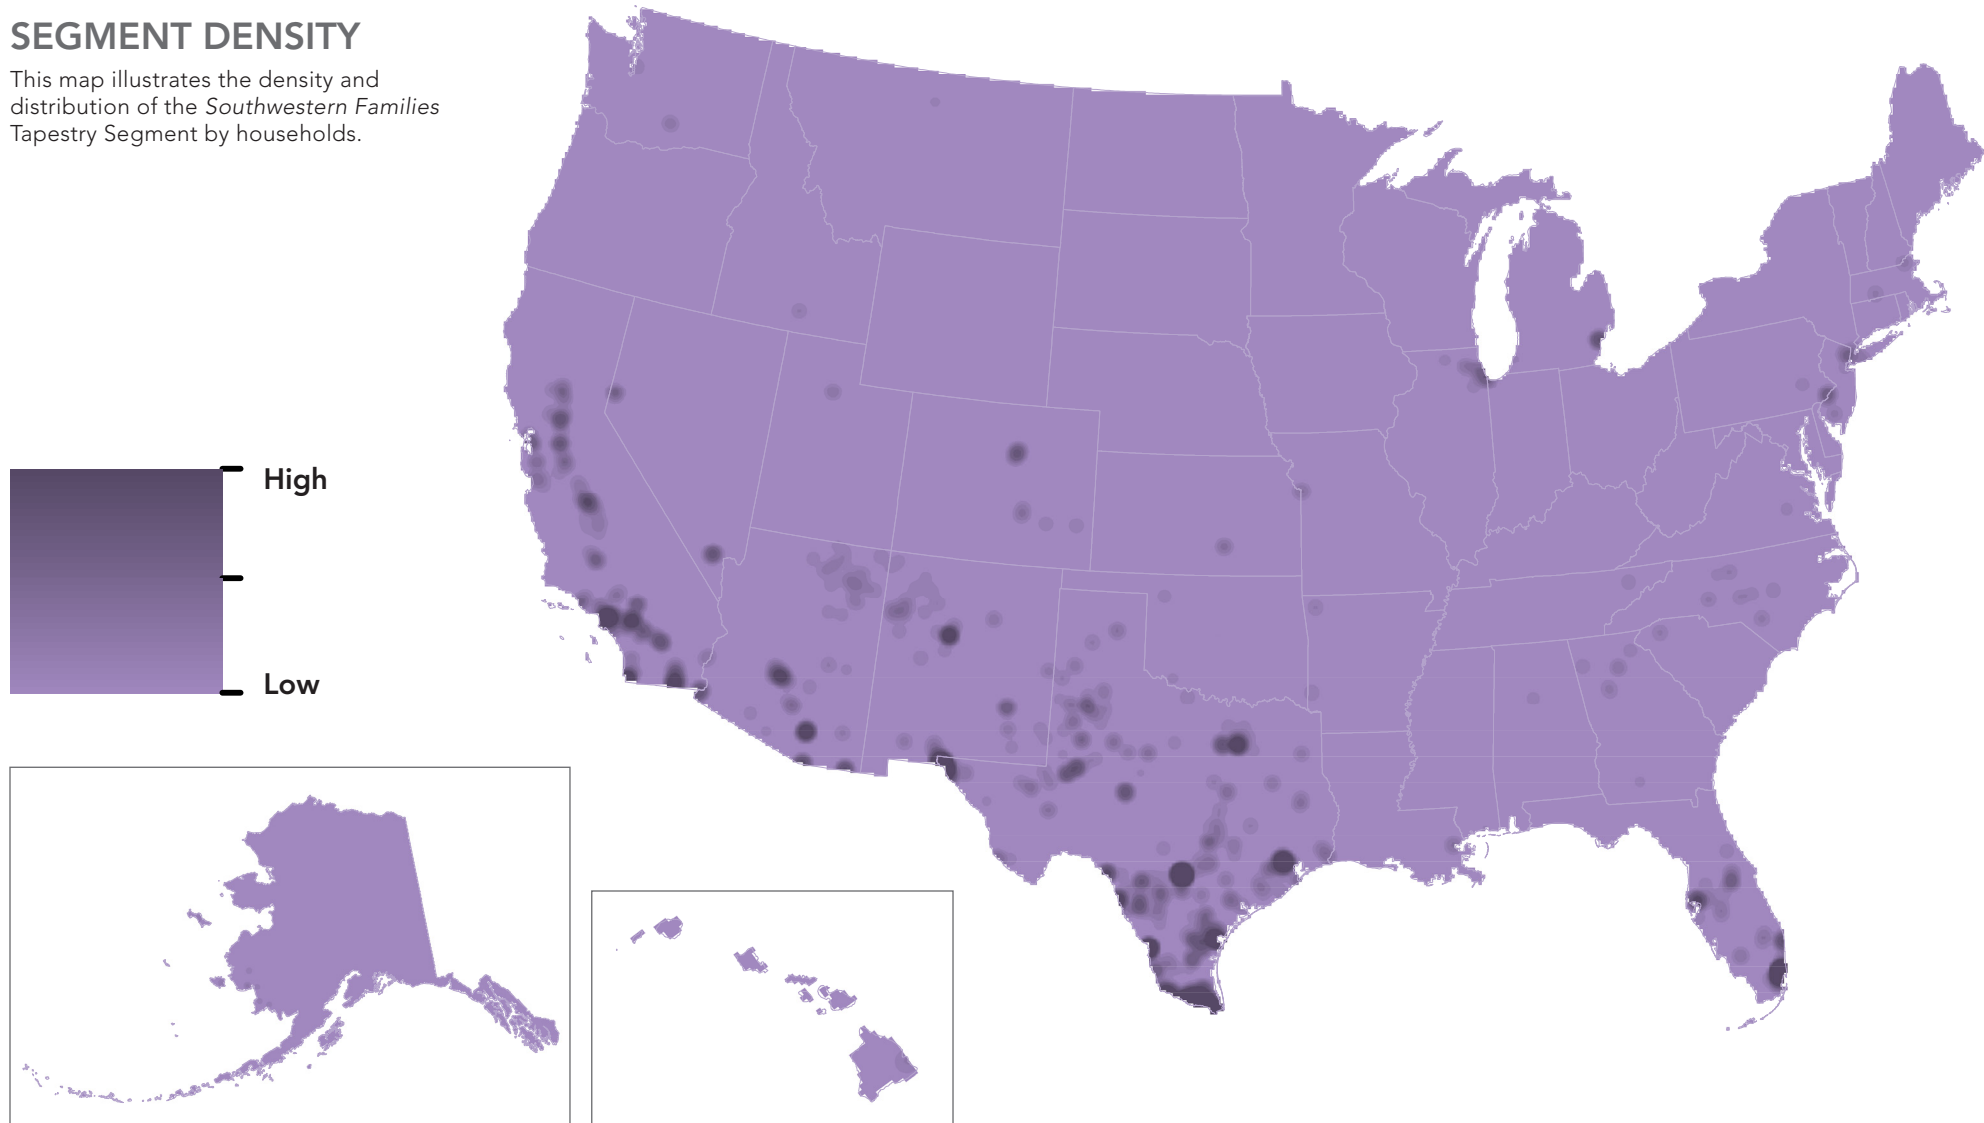 SEGMENT DENSITY
This map illustrates the density and
distribution of the Southwestern Families
Tapestry Segment by households.
High
Low